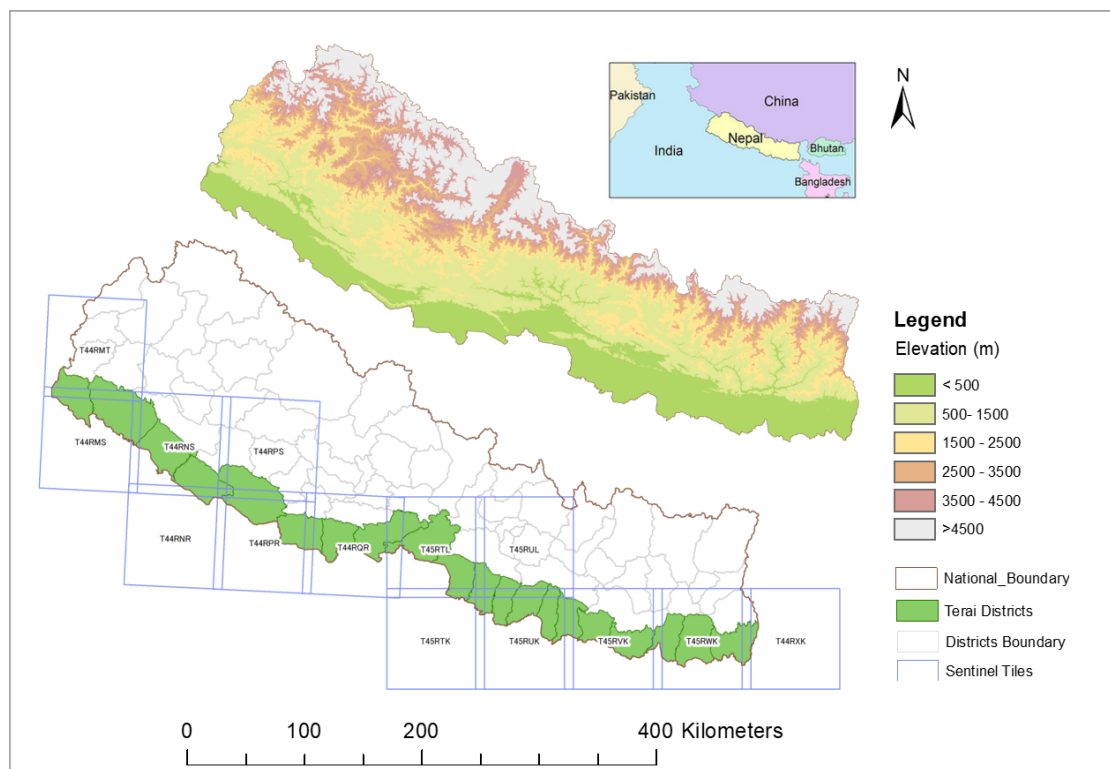 N
Pakistan
China
Nepal
India
Bhutan
Bangladesh
Legend
Elevation (m)
< 500
500- 1500
1500 - 2500
2500 - 3500
3500 - 4500
>4500
National_Boundary
Terai Districts
Districts Boundary
Sentinel Tiles
T44RMT
T44RMS
T44RNS
T44RPS
T44RNR
T44RPR
T44RQR
T45RTL
T45RUL
T45RTK
T45RUK
T45RVK
T45RWK
T44RXK
0 100 200 400 Kilometers